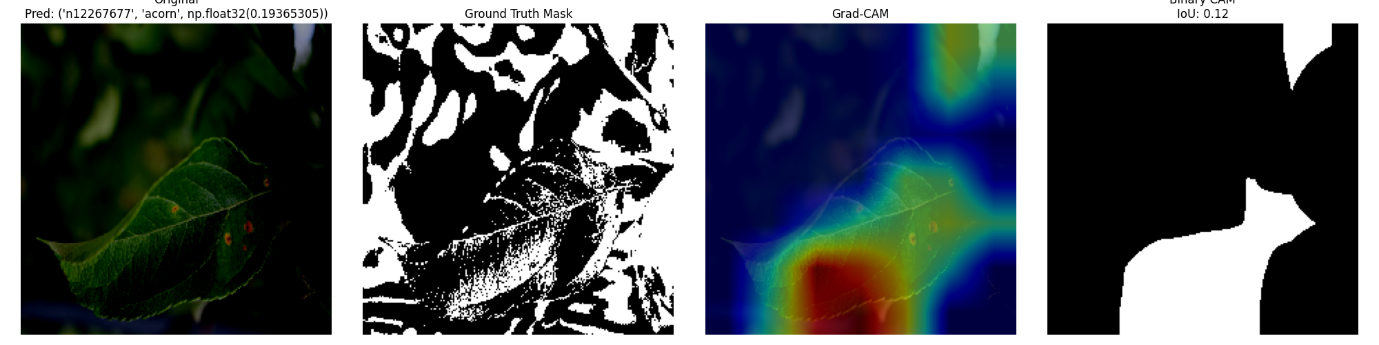 Original
Pred: ('n12267677', 'acorn', np.float32(0.19365305))
Ground Truth Mask
Grad-CAM
Binary CAM
IoU: 0.12